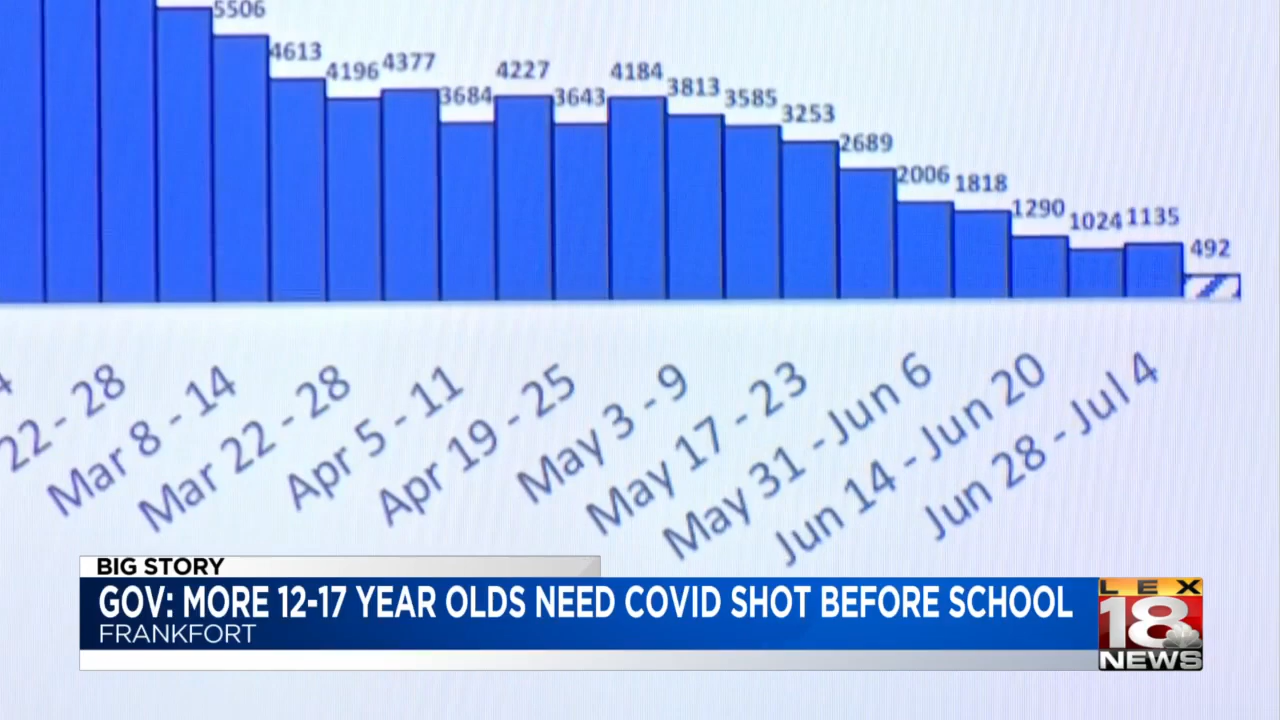 5506
4613
4196
4377
3684
4227
3643
4184
3813
3585
3253
2689
2006
1818
1290
1024
1135
492
22 - 28
Mar 8 - 14
Mar 22 - 28
Apr 5 - 11
Apr 19 - 25
May 3 - 9
May 17 - 23
May 31 - Jun 6
Jun 14 - Jun 20
Jun 28 - Jul 4
BIG STORY
GOV: MORE 12-17 YEAR OLDS NEED COVID SHOT BEFORE SCHOOL
FRANKFORT
LEX
18
NEWS